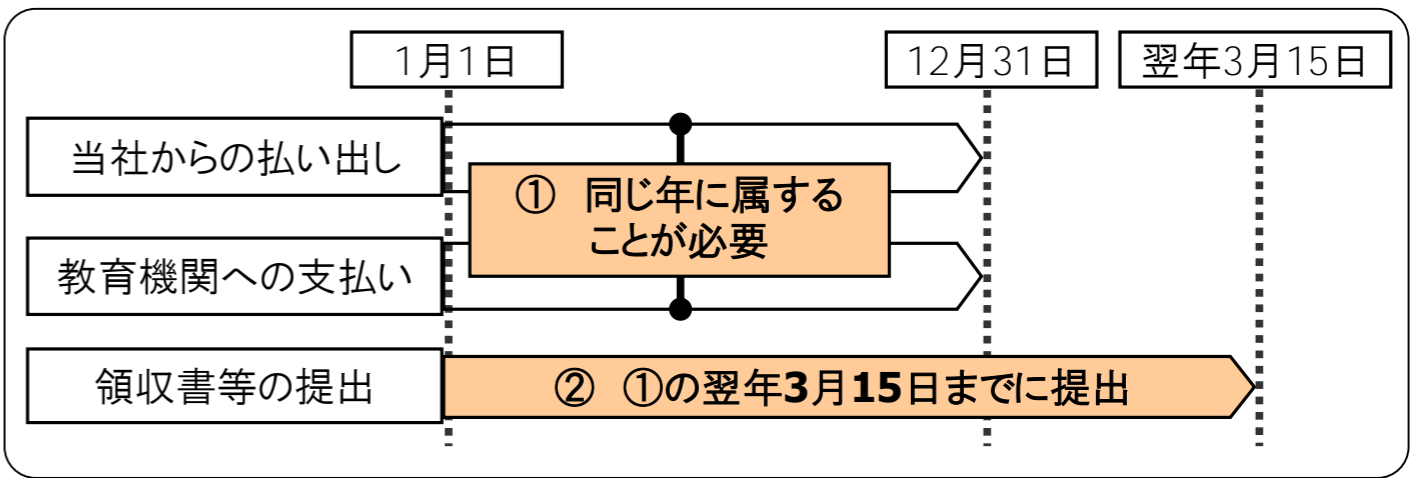 1月1日
12月31日
翌年3月15日
当社からの払い出し
① 同じ年に属する
ことが必要
教育機関への支払い
領収書等の提出
② ①の翌年3月15日までに提出